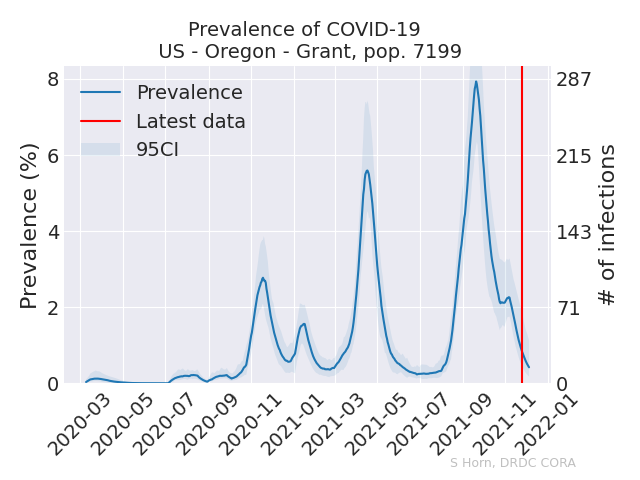 Prevalence of COVID-19
US - Oregon - Grant, pop. 7199
Prevalence
Latest data
95CI
Prevalence (%)
8
6
4
2
0
287
215
143
71
0
# of infections
2020-03
2020-05
2020-07
2020-09
2020-11
2021-01
2021-03
2021-05
2021-07
2021-09
2021-11
2022-01
S Horn, DRDC CORA